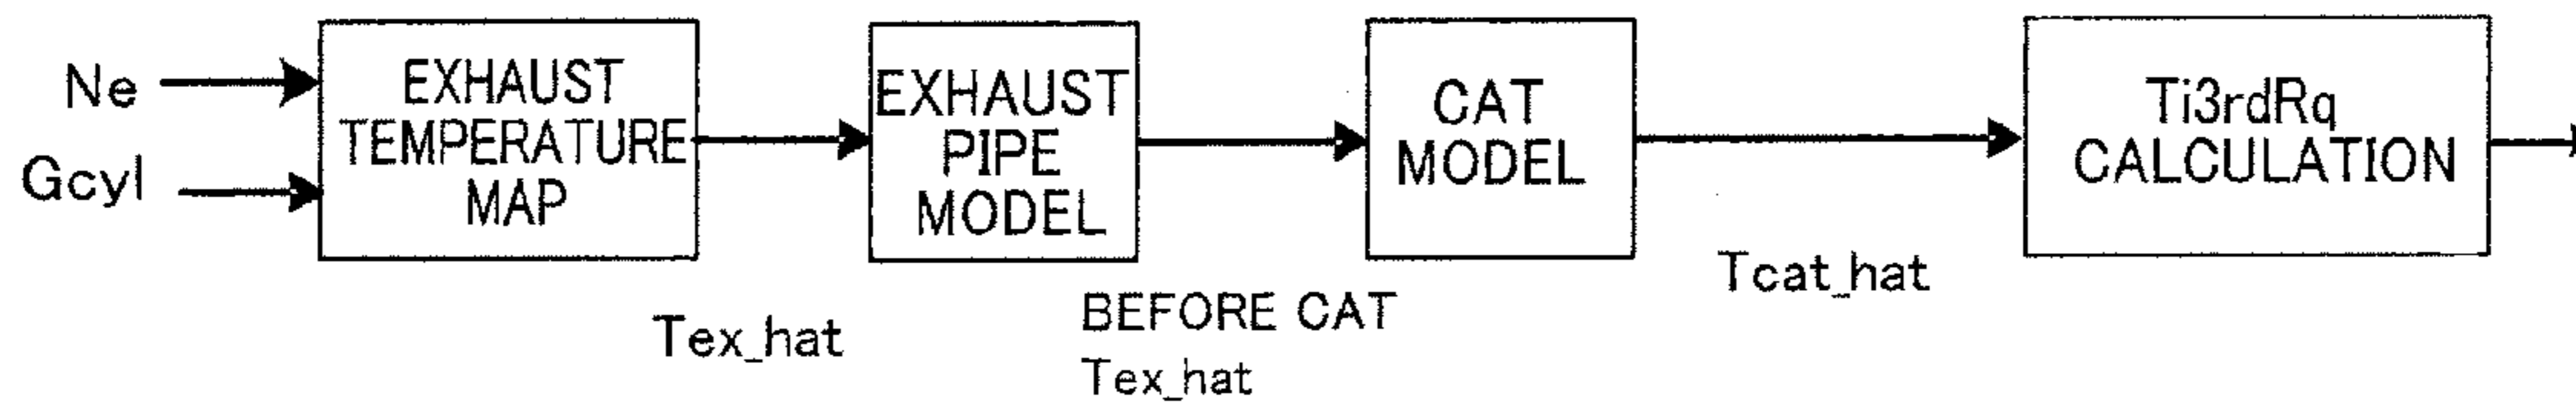 Ne
Gcyl
EXHAUST
TEMPERATURE
MAP
Tex_hat
EXHAUST
PIPE
MODEL
BEFORE CAT
Tex_hat
CAT
MODEL
Tcat_hat
Ti3rdRq
CALCULATION